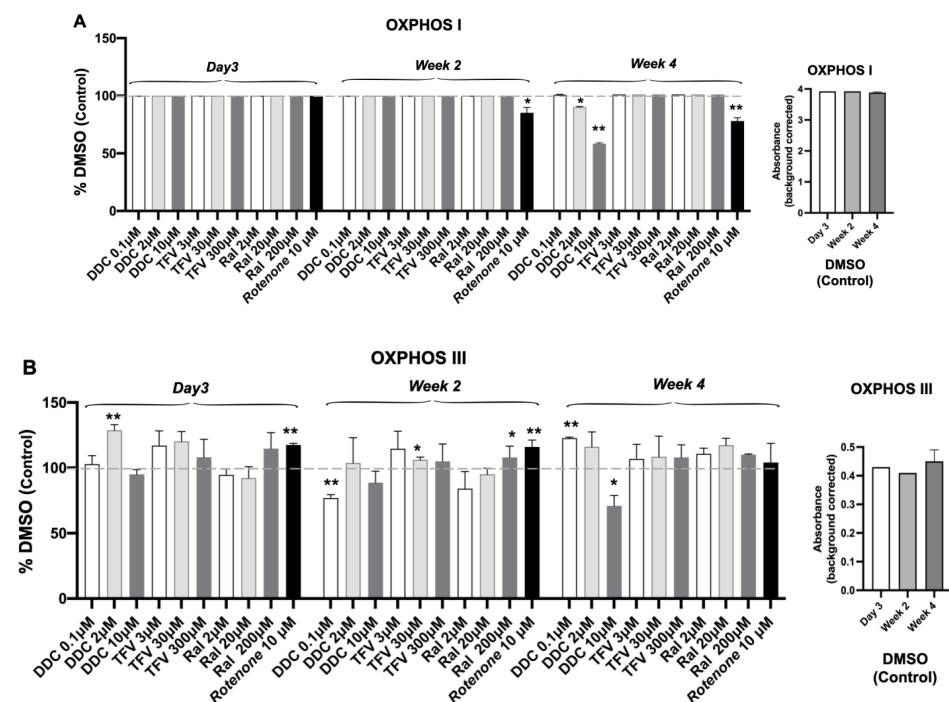 A
OXPHOS I
150
100
50
0
% DMSO (Control)
Day3
Week 2
Week 4
*
*
**
**
DDC 0.1µM
DDC 2µM
DDC 10µM
TFV 3µM
TFV 30µM
TFV 300µM
Ral 2µM
Ral 20µM
Ral 200µM
Rotenone 10 µM
DDC 0.1µM
DDC 2µM
DDC 10µM
TFV 3µM
TFV 30µM
TFV 300µM
Ral 2µM
Ral 20µM
Ral 200µM
Rotenone 10 µM
DDC 0.1µM
DDC 2µM
DDC 10µM
TFV 3µM
TFV 30µM
TFV 300µM
Ral 2µM
Ral 20µM
Ral 200µM
Rotenone 10 µM
OXPHOS I
Absorbance
(background corrected)
4
3
2
1
0
Day 3
Week 2
Week 4
DMSO
(Control)
B
OXPHOS III
150
100
50
0
% DMSO (Control)
Day3
Week 2
Week 4
**
**
**
*
*
**
**
*
DDC 0.1µM
DDC 2µM
DDC 10µM
TFV 3µM
TFV 30µM
TFV 300µM
Ral 2µM
Ral 20µM
Ral 200µM
Rotenone 10 µM
DDC 0.1µM
DDC 2µM
DDC 10µM
TFV 3µM
TFV 30µM
TFV 300µM
Ral 2µM
Ral 20µM
Ral 200µM
Rotenone 10 µM
DDC 0.1µM
DDC 2µM
DDC 10µM
TFV 3µM
TFV 30µM
TFV 300µM
Ral 2µM
Ral 20µM
Ral 200µM
Rotenone 10 µM
OXPHOS III
Absorbance
(background corrected)
0.5
0.4
0.3
0.2
0.1
0.0
Day 3
Week 2
Week 4
DMSO
(Control)